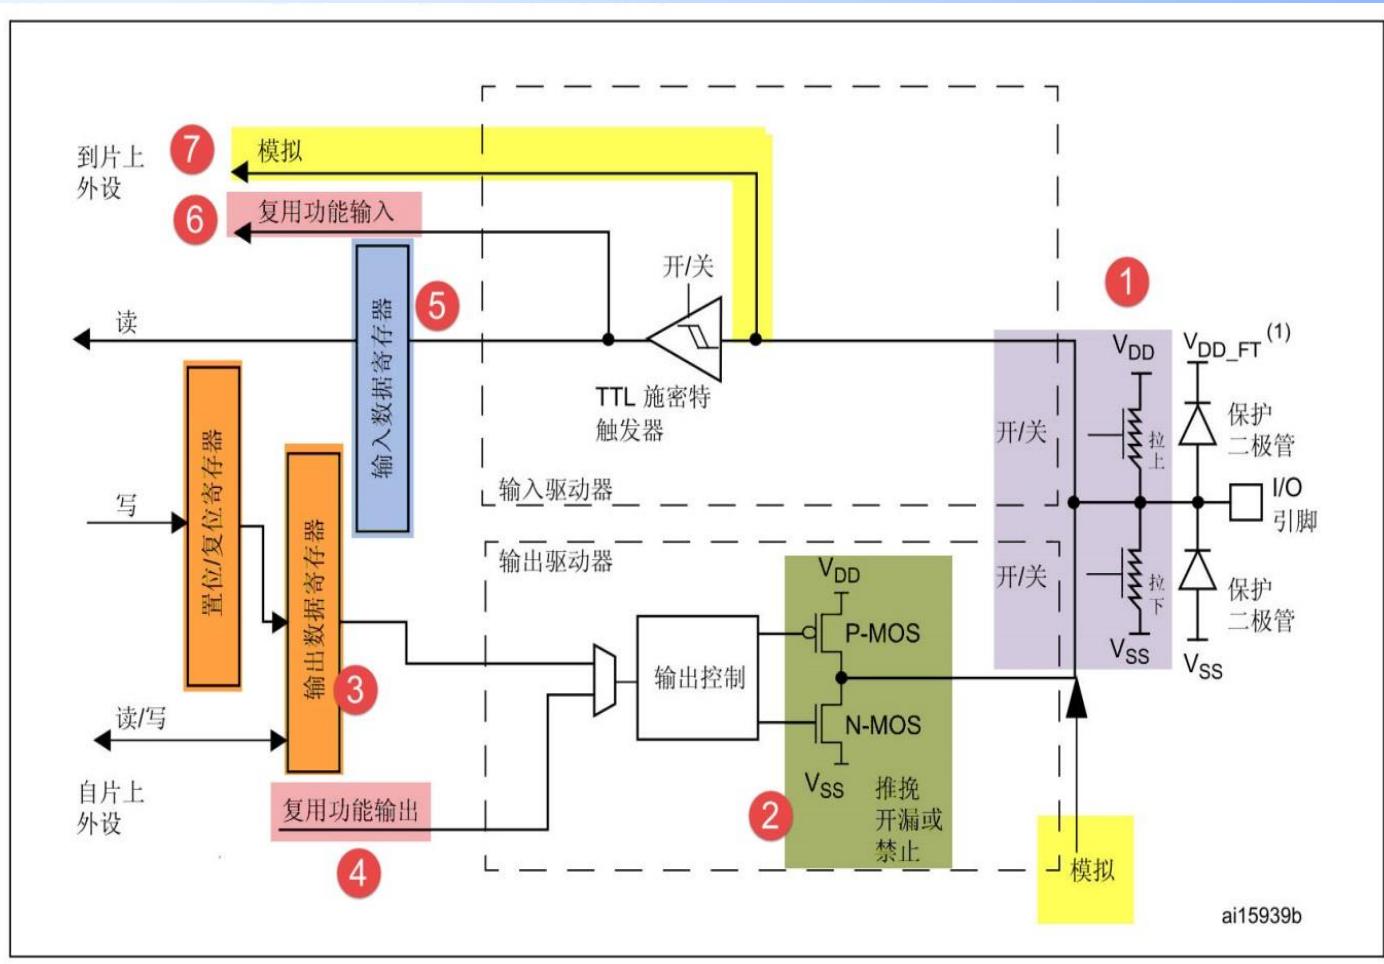 7
模拟
到片上
外设
6
复用功能输入
开/关
5
1
读
输入数据寄存器
TTL 施密特
触发器
VDD
VDD_FT (1)
开/关
拉上
保护
二极管
置位/复位寄存器
写
输入驱动器
I/O
引脚
输出数据寄存器
输出驱动器
开/关
VDD
拉下
保护
二极管
P-MOS
VSS
VSS
3
输出控制
读/写
N-MOS
VSS
自片上
外设
复用功能输出
4
2
推挽
开漏或
禁止
模拟
ai15939b